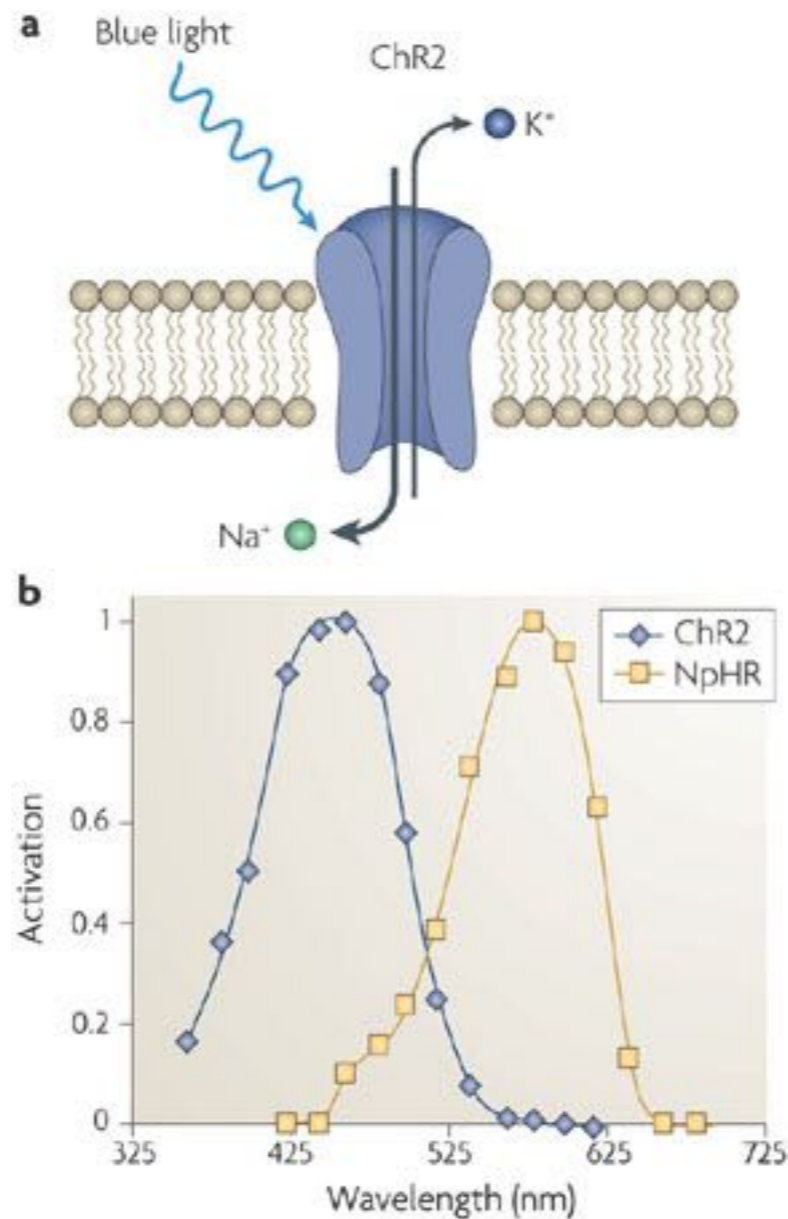 a
Blue light
ChR2
K⁺
Na⁺
b
1
0.8
0.6
0.4
0.2
0
Activation
ChR2
NpHR
325
425
525
625
725
Wavelength (nm)